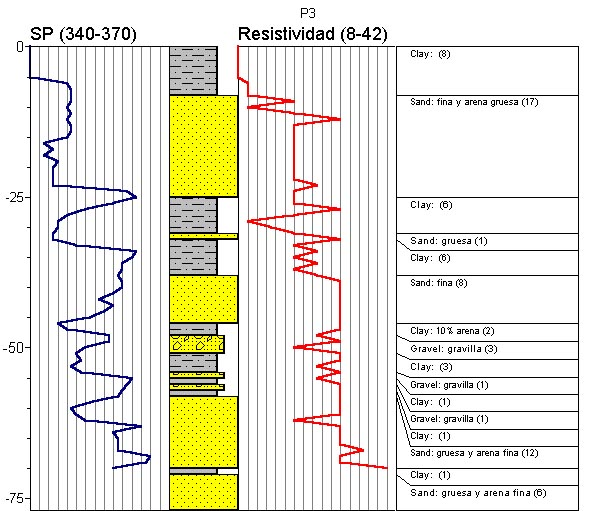 P3
SP (340-370)
Resistividad (8-42)
0
-25
-50
-75
Clay: (8)
Sand: fina y arena gruesa (17)
Clay: (6)
Sand: gruesa (1)
Clay: (6)
Sand: fina (8)
Clay: 10% arena (2)
Gravel: gravilla (3)
Clay: (3)
Gravel: gravilla (1)
Clay: (1)
Gravel: gravilla (1)
Clay: (1)
Sand: gruesa y arena fina (12)
Clay: (1)
Sand: gruesa y arena fina (6)